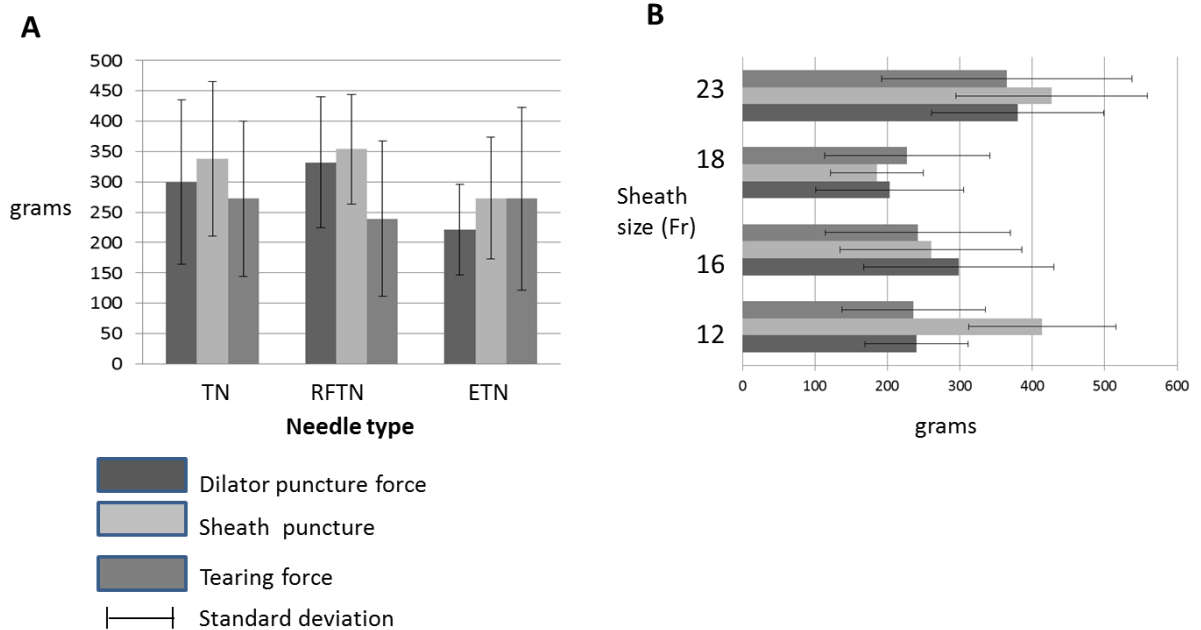 A
500
450
400
350
300
250
200
150
100
50
0
grams
TN RFTN ETN
Needle type
Dilator puncture force
Sheath puncture
Tearing force
Standard deviation
B
23
18
16
12
Sheath
size (Fr)
0 100 200 300 400 500 600
grams